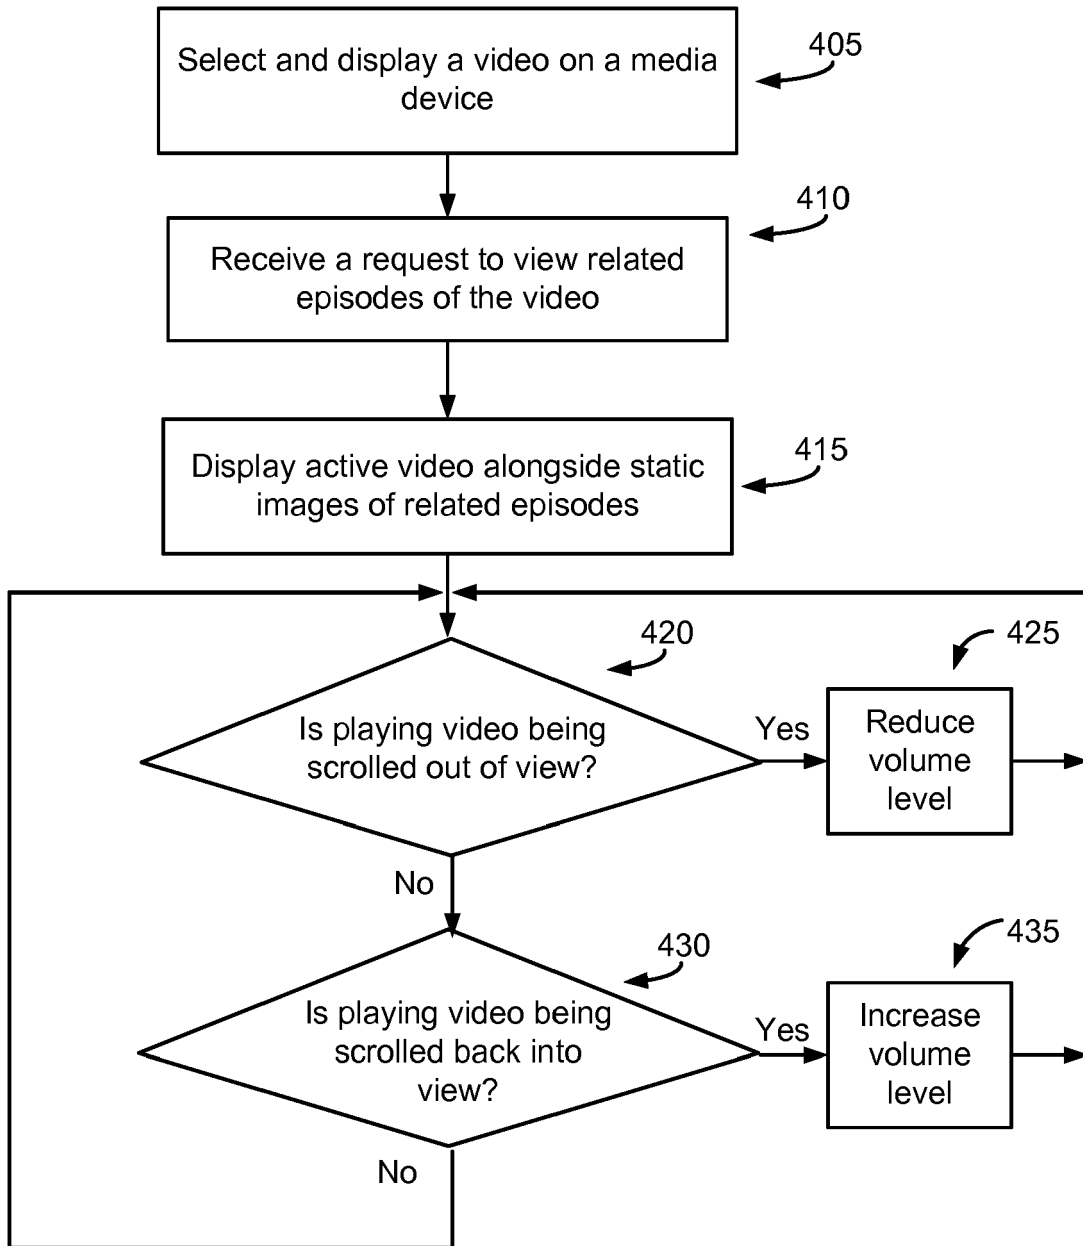 Select and display a video on a media
device
405
410
Receive a request to view related
episodes of the video
415
Display active video alongside static
images of related episodes
420
425
Is playing video being
scrolled out of view?
Yes
Reduce
volume
level
No
430
435
Is playing video being
scrolled back into
view?
Yes
Increase
volume
level
No